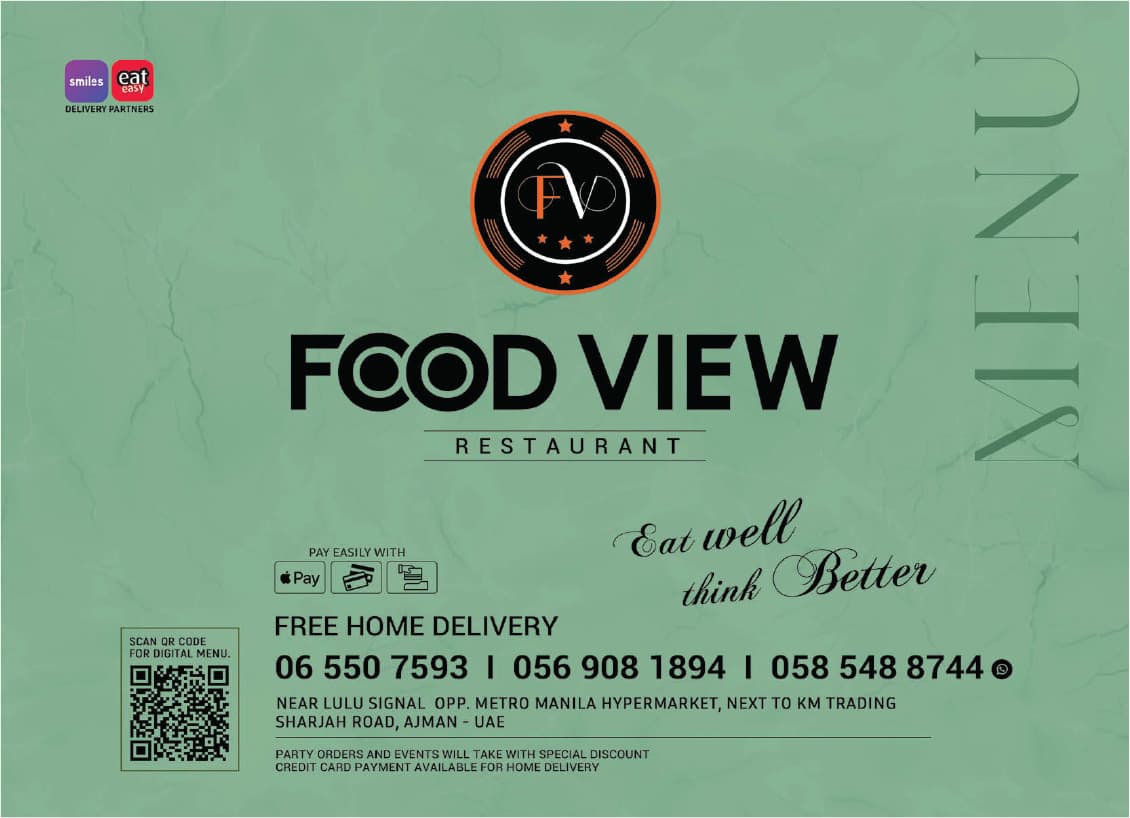 smiles
eat
easy
DELIVERY PARTNERS
MENU
FV
FOOD VIEW
RESTAURANT
Eat well
think Better
PAY EASILY WITH
Pay
FREE HOME DELIVERY
06 550 7593 I 056 908 1894 I 058 548 8744
NEAR LULU SIGNAL OPP. METRO MANILA HYPERMARKET, NEXT TO KM TRADING
SHARJAH ROAD, AJMAN - UAE
PARTY ORDERS AND EVENTS WILL TAKE WITH SPECIAL DISCOUNT
CREDIT CARD PAYMENT AVAILABLE FOR HOME DELIVERY
SCAN QR CODE
FOR DIGITAL MENU.